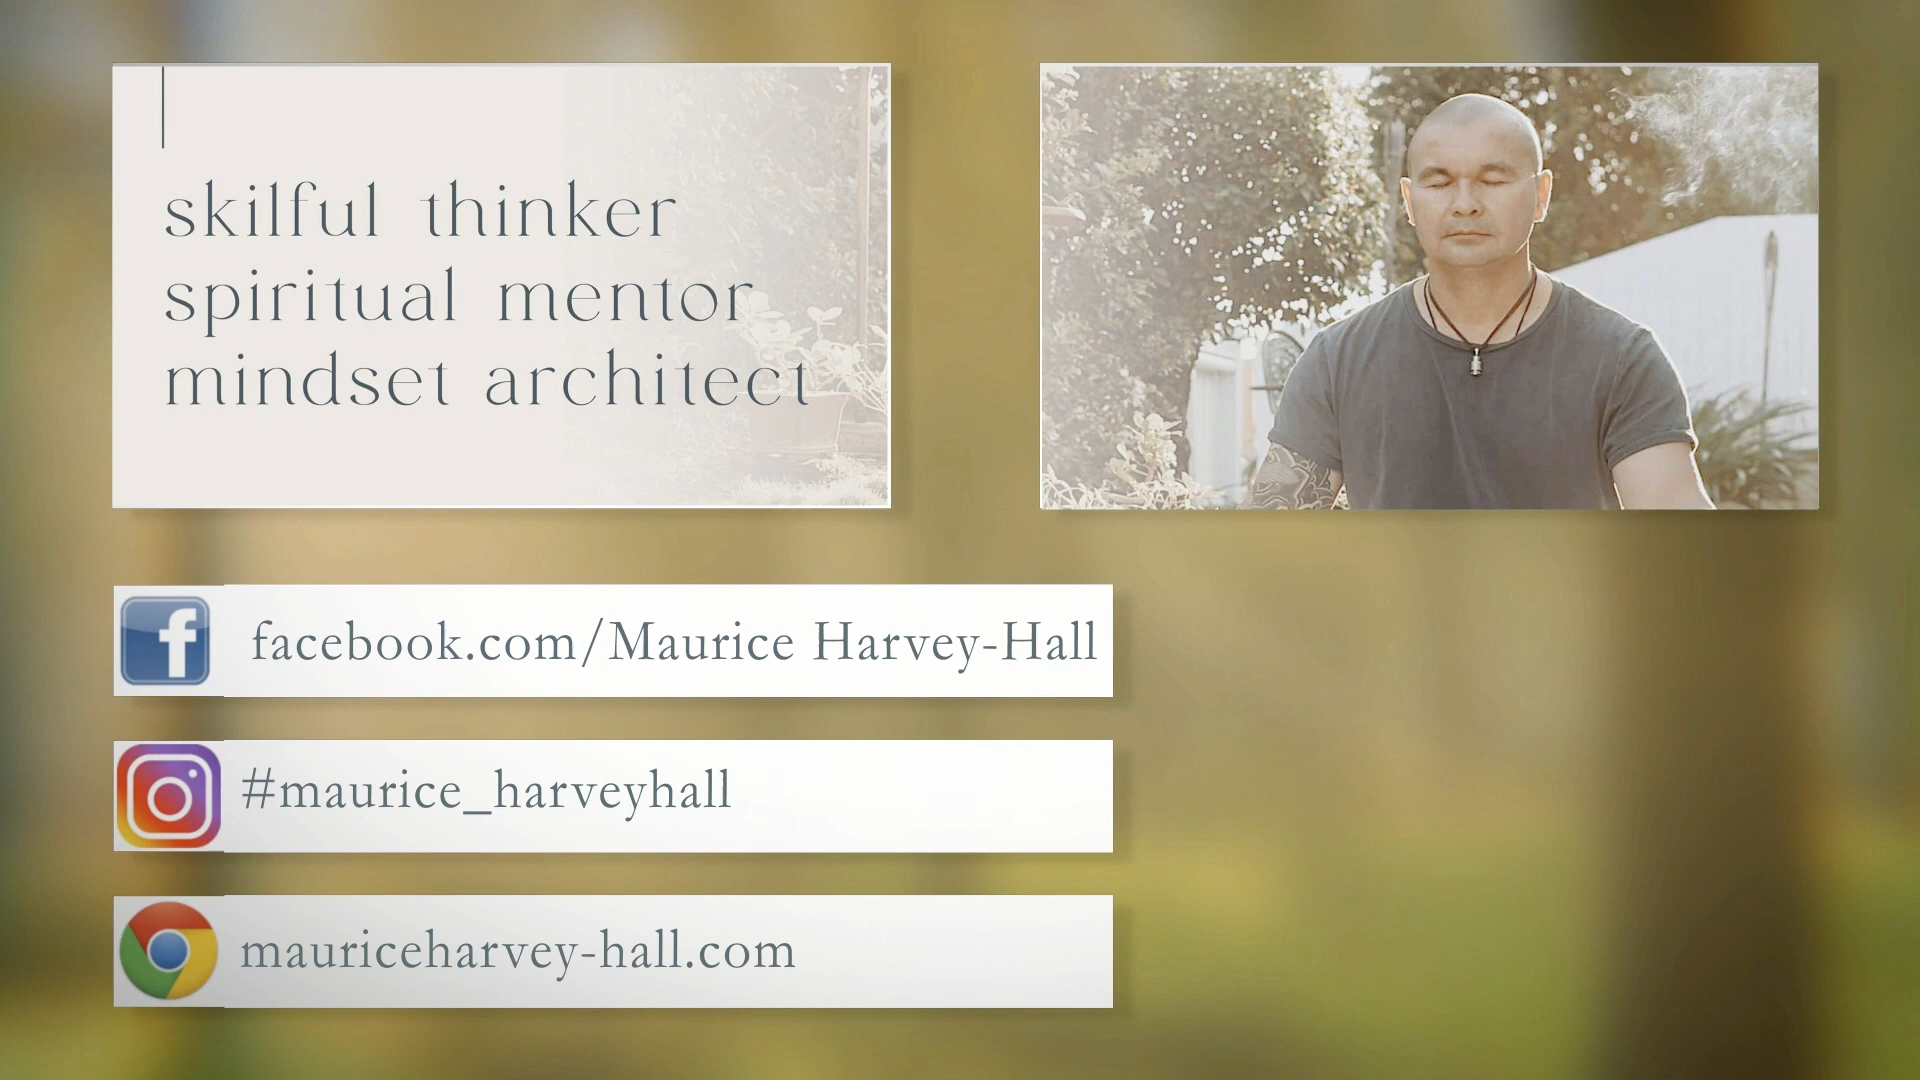 skilful thinker
spiritual mentor
mindset architect
facebook.com/Maurice Harvey-Hall
#maurice_harveyhall
mauriceharvey-hall.com